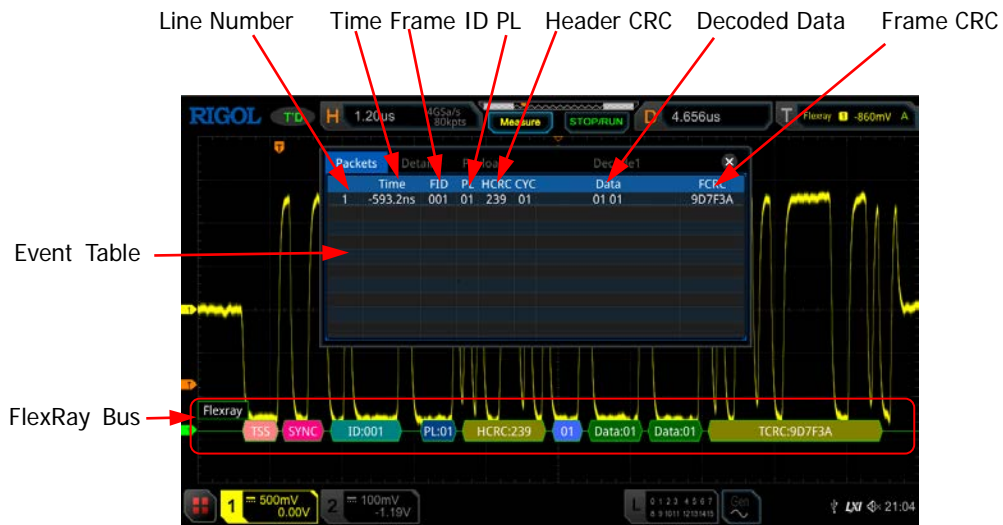 Line Number Time Frame ID PL Header CRC Decoded Data Frame CRC
RIGOL T'D H 1.20us 4GSa/s 80kpts Measure STOP/RUN D 4.656us T Flexray 1 -860mV A
Packets Details Payload Decode1
Time FID PL HCRC CYC Data FCRC
1 -593.2ns 001 01 239 01 01 01 9D7F3A
Event Table
FlexRay Bus
Flexray
TSS SYNC ID:001 PL:01 HCRC:239 01 Data:01 Data:01 TCRC:9D7F3A
1 500mV 0.00V 2 100mV -1.19V L 0 1 2 3 4 5 6 7 8 9 10 11 12 13 14 15 Gen LXI 21:04